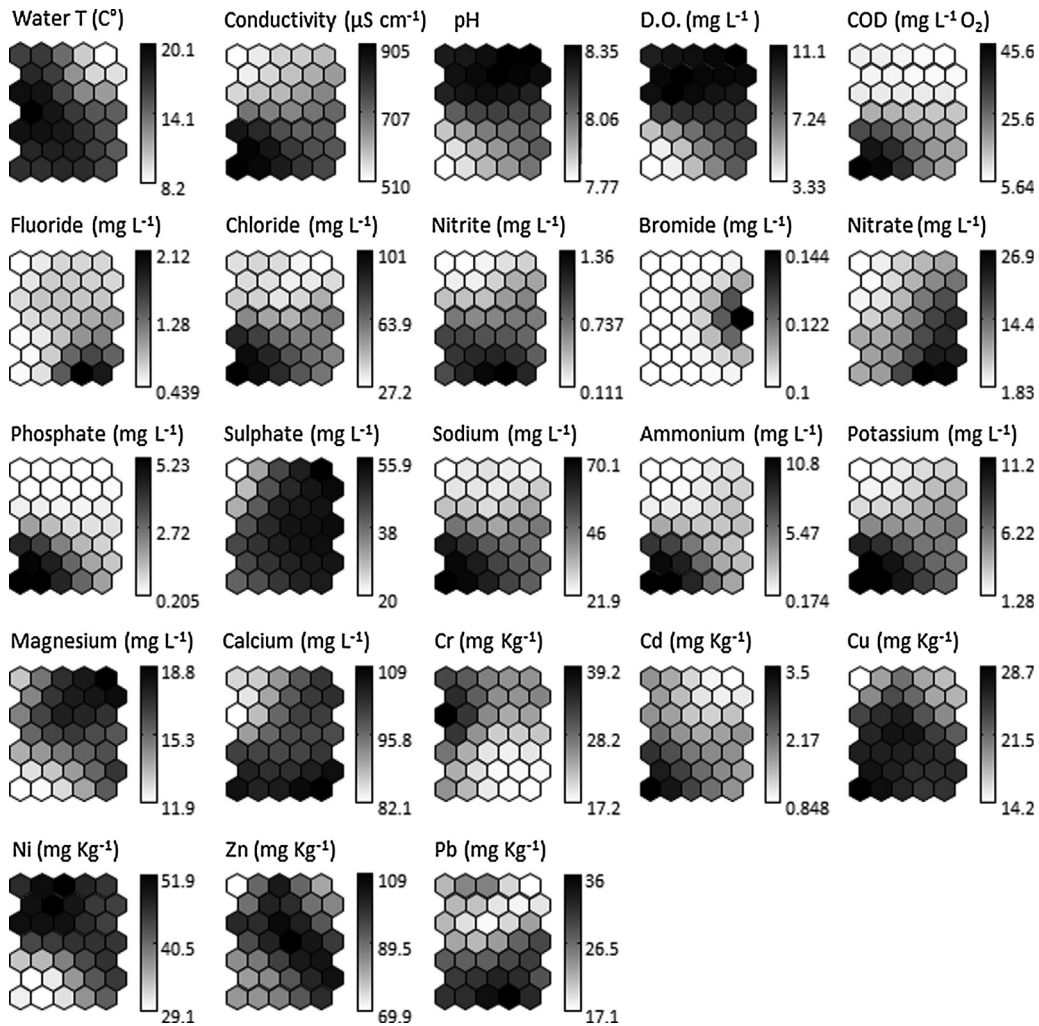 Water T (Cº) Conductivity (µS cm⁻¹) pH D.O. (mg L⁻¹) COD (mg L⁻¹ O₂)
20.1 905 8.35 11.1 45.6
14.1 707 8.06 7.24 25.6
8.2 510 7.77 3.33 5.64
Fluoride (mg L⁻¹) Chloride (mg L⁻¹) Nitrite (mg L⁻¹) Bromide (mg L⁻¹) Nitrate (mg L⁻¹)
2.12 101 1.36 0.144 26.9
1.28 63.9 0.737 0.122 14.4
0.439 27.2 0.111 0.1 1.83
Phosphate (mg L⁻¹) Sulphate (mg L⁻¹) Sodium (mg L⁻¹) Ammonium (mg L⁻¹) Potassium (mg L⁻¹)
5.23 55.9 70.1 10.8 11.2
2.72 38 46 5.47 6.22
0.205 20 21.9 0.174 1.28
Magnesium (mg L⁻¹) Calcium (mg L⁻¹) Cr (mg Kg⁻¹) Cd (mg Kg⁻¹) Cu (mg Kg⁻¹)
18.8 109 39.2 3.5 28.7
15.3 95.8 28.2 2.17 21.5
11.9 82.1 17.2 0.848 14.2
Ni (mg Kg⁻¹) Zn (mg Kg⁻¹) Pb (mg Kg⁻¹)
51.9 109 36
40.5 89.5 26.5
29.1 69.9 17.1